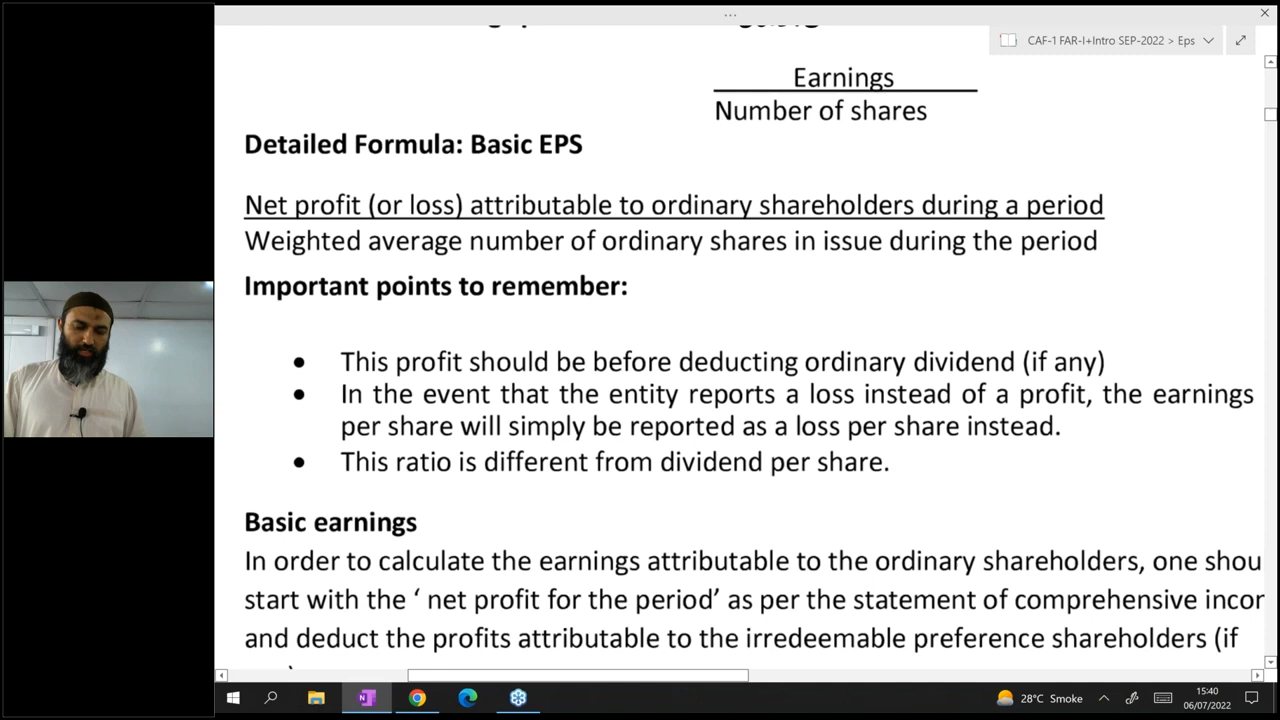 CAF-1 FAR-I+Intro SEP-2022 > Eps
Earnings
Number of shares
Detailed Formula: Basic EPS
Net profit (or loss) attributable to ordinary shareholders during a period
Weighted average number of ordinary shares in issue during the period
Important points to remember:
• This profit should be before deducting ordinary dividend (if any)
• In the event that the entity reports a loss instead of a profit, the earnings
per share will simply be reported as a loss per share instead.
• This ratio is different from dividend per share.
Basic earnings
In order to calculate the earnings attributable to the ordinary shareholders, one shou
start with the ‘ net profit for the period’ as per the statement of comprehensive incor
and deduct the profits attributable to the irredeemable preference shareholders (if
28°C Smoke
15:40
06/07/2022